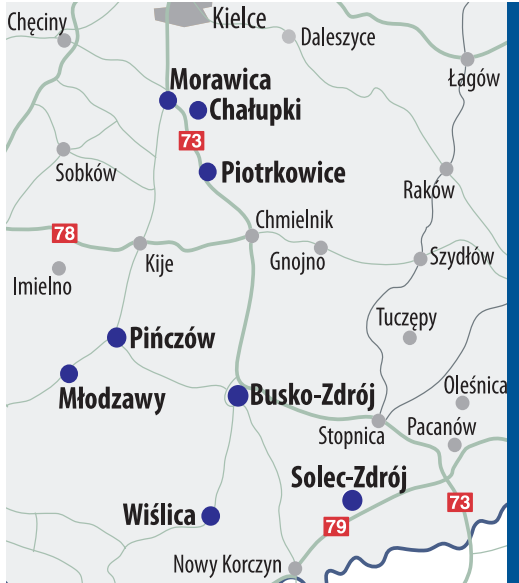 Chęciny
Kielce
Daleszyce
Łagów
Morawica
Chałupki
73
Piotrkowice
Sobków
Raków
Chmielnik
78
Kije
Gnojno
Szydłów
Imielno
Tuczępy
Pińczów
Młodzawy
Busko-Zdrój
Oleśnica
Stopnica
Pacanów
Solec-Zdrój
73
Wiślica
79
Nowy Korczyn